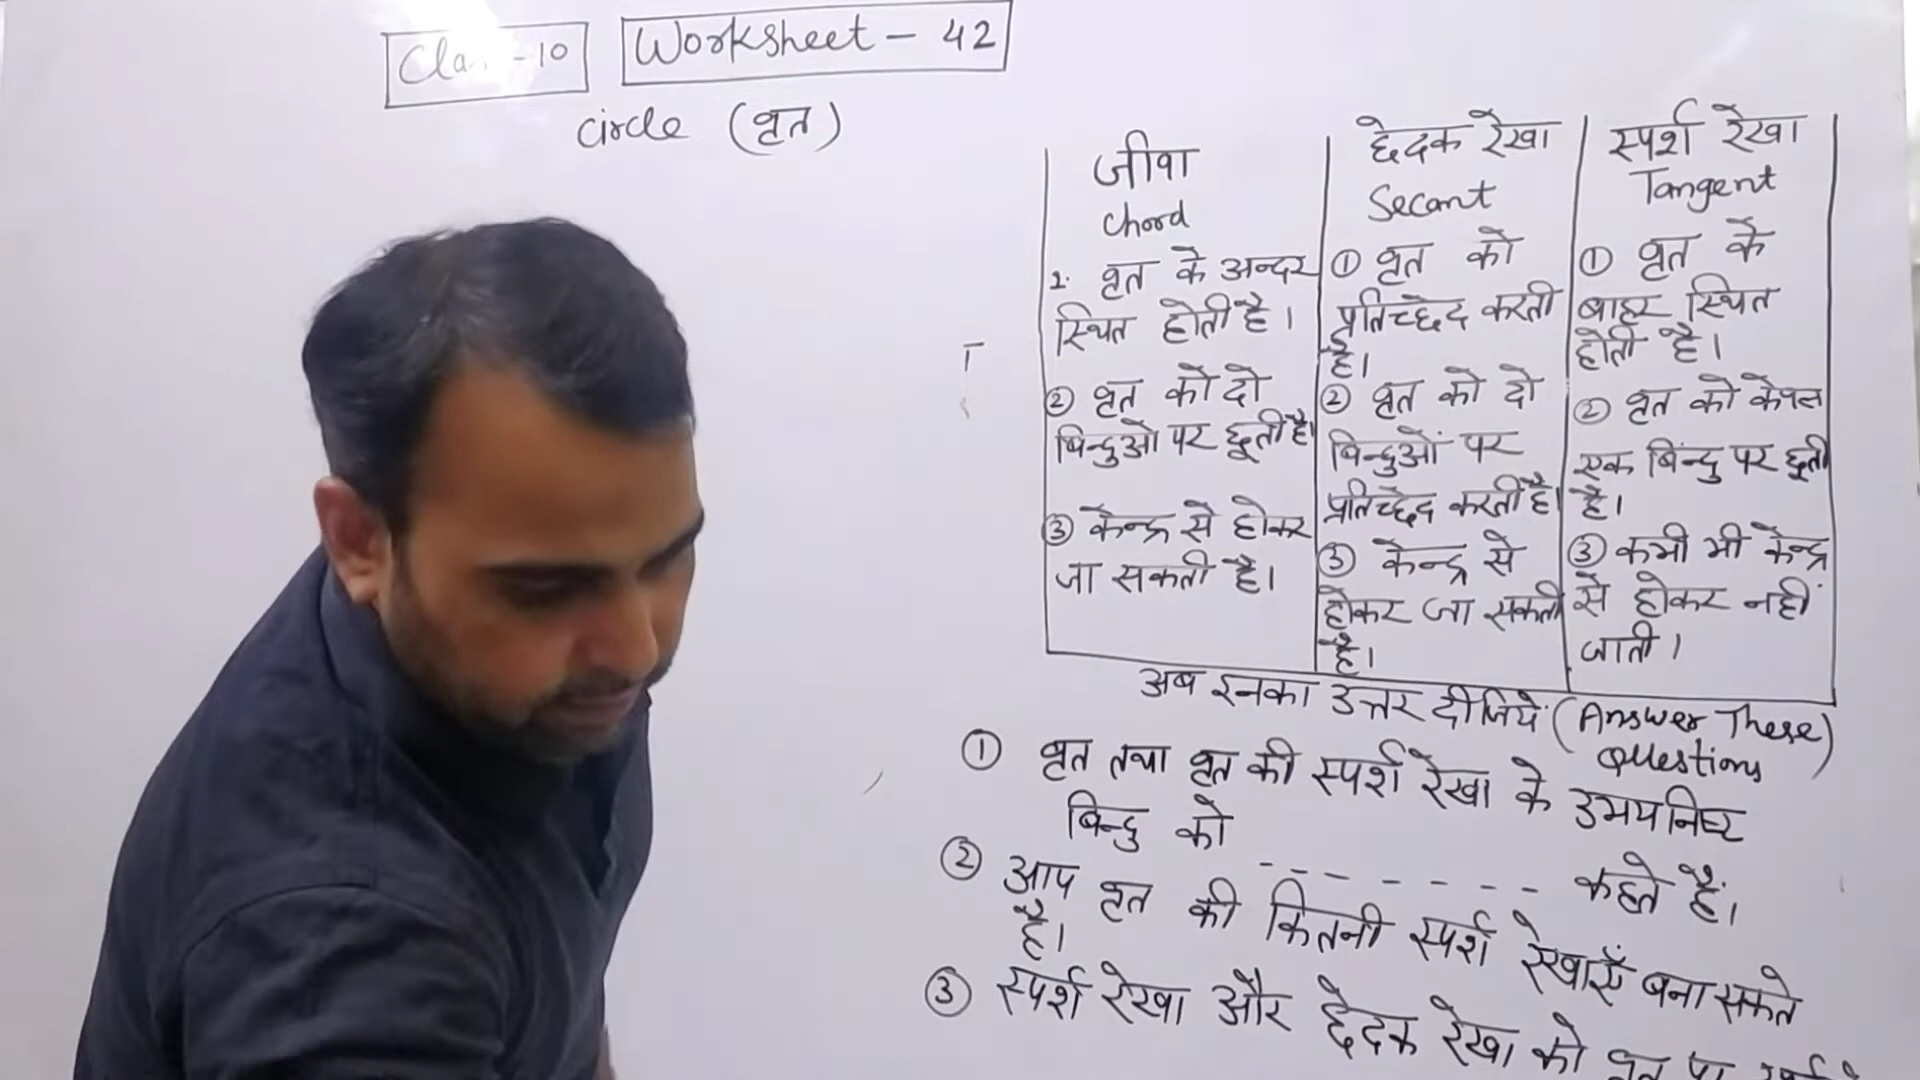 Class-10
Worksheet - 42
Circle (वृत)
जीवा
Chord
1. वृत के अन्दर
स्थित होती है।
② वृत को दो
बिन्दुओ पर छूती है।
③ केन्द्र से होकर
जा सकती है।
छेदक रेखा
Secant
① वृत को
प्रतिच्छेद करती
है।
② वृत को दो
बिन्दुओं पर
प्रतिच्छेद करती है।
③ केन्द्र से
होकर जा सकती
है।
स्पर्श रेखा
Tangent
① वृत के
बाहर स्थित
होती है।
② वृत को केवल
एक बिन्दु पर छूती
है।
③ कभी भी केन्द्र
से होकर नहीं
जाती।
अब इनका उत्तर दीजिये (Answer These)
Questions
① वृत तथा वृत की स्पर्श रेखा के उभयनिष्ट
बिन्दु को - - - - - - - - कहते हैं।
② आप वृत की कितनी स्पर्श रेखाएँ बना सकते
है।
③ स्पर्श रेखा और छेदक रेखा को वृत